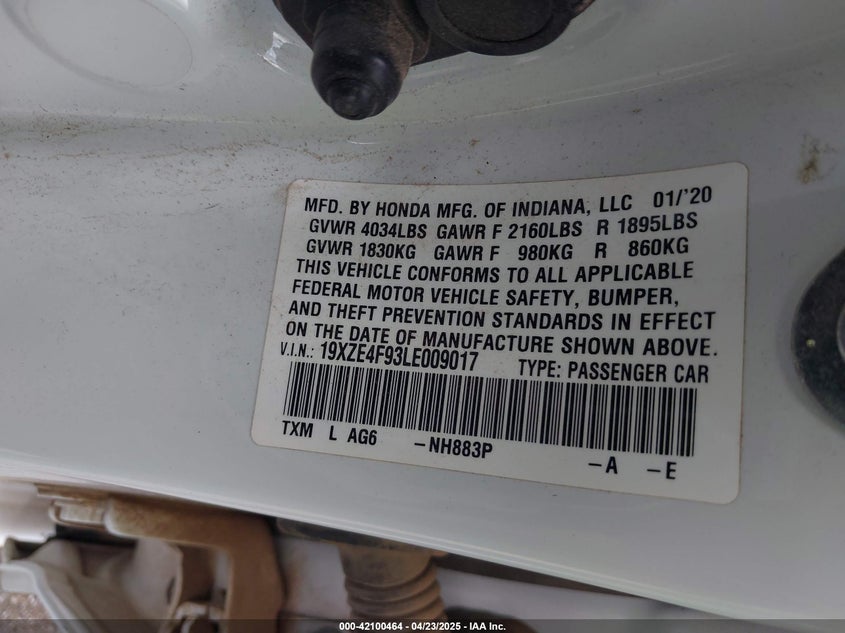 MFD. BY HONDA MFG. OF INDIANA, LLC 01/'20
GVWR 4034LBS GAWR F 2160LBS R 1895LBS
GVWR 1830KG GAWR F 980KG R 860KG
THIS VEHICLE CONFORMS TO ALL APPLICABLE
FEDERAL MOTOR VEHICLE SAFETY, BUMPER,
AND THEFT PREVENTION STANDARDS IN EFFECT
ON THE DATE OF MANUFACTURE SHOWN ABOVE.
V.I.N.: 19XZE4F93LE009017 TYPE: PASSENGER CAR
TXM L AG6 -NH883P -A -E
000-42100464 / 04/23/2025 - IAA Inc.